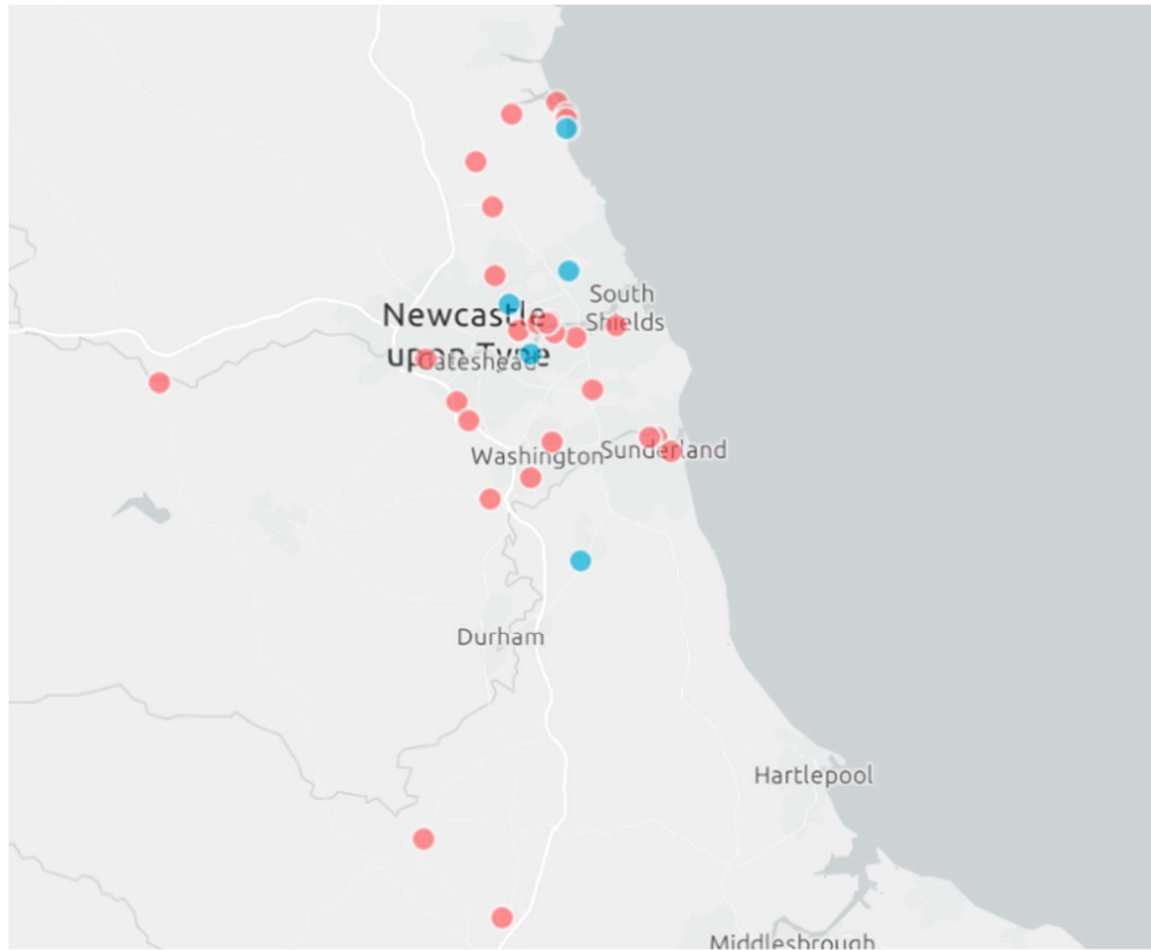 South
Shields
Newcastle
upon Tyne
Gateshead
Washington
Sunderland
Durham
Hartlepool
Middlesbrough